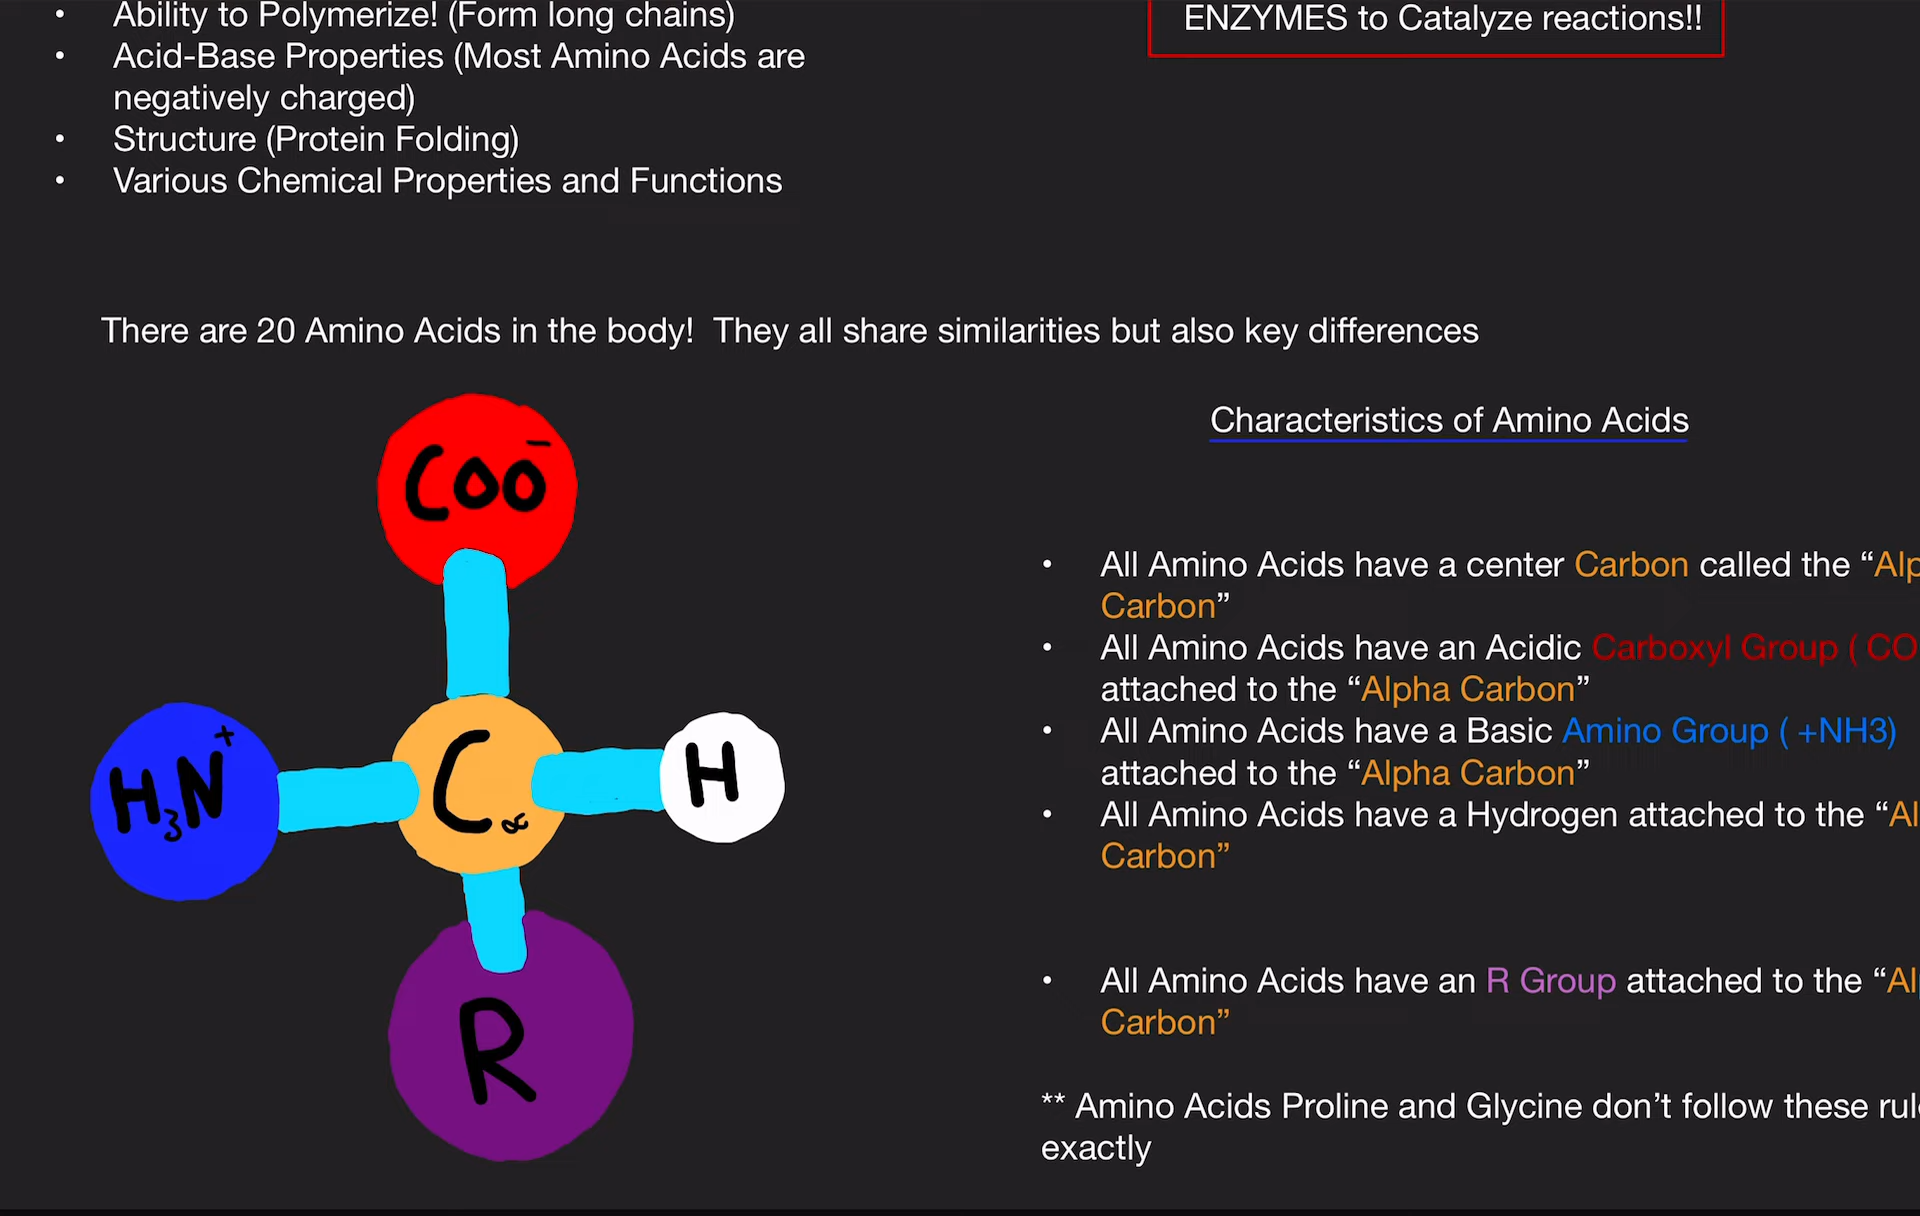 • Ability to Polymerize! (Form long chains)
• Acid-Base Properties (Most Amino Acids are
negatively charged)
• Structure (Protein Folding)
• Various Chemical Properties and Functions
ENZYMES to Catalyze reactions!!
There are 20 Amino Acids in the body! They all share similarities but also key differences
COO⁻
H₃N⁺
C∝
H
R
Characteristics of Amino Acids
• All Amino Acids have a center Carbon called the “Alp
Carbon”
• All Amino Acids have an Acidic Carboxyl Group ( CO
attached to the “Alpha Carbon”
• All Amino Acids have a Basic Amino Group ( +NH3)
attached to the “Alpha Carbon”
• All Amino Acids have a Hydrogen attached to the “Al
Carbon”
• All Amino Acids have an R Group attached to the “Al
Carbon”
** Amino Acids Proline and Glycine don’t follow these rul
exactly